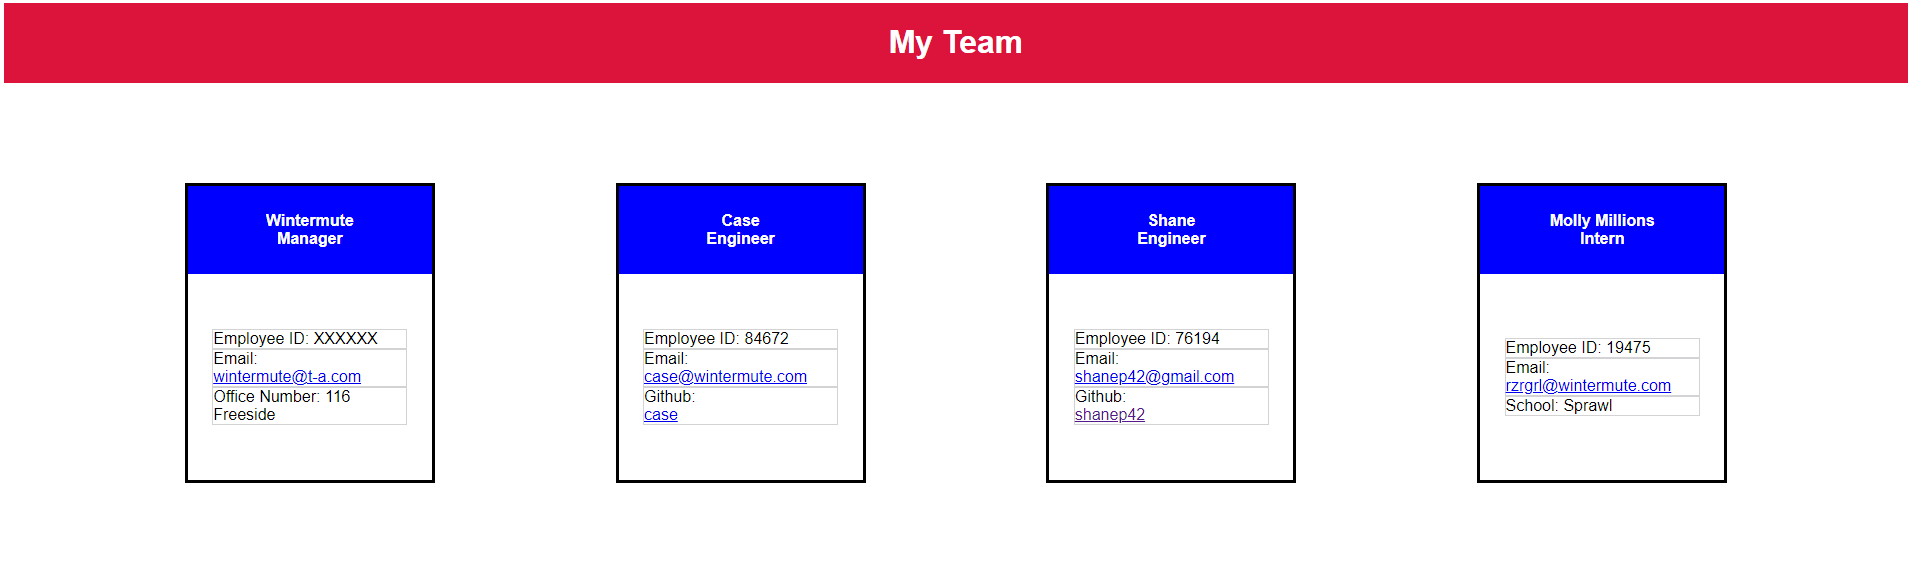 My Team
Wintermute
Manager
Employee ID: XXXXXX
Email:
wintermute@t-a.com
Office Number: 116
Freeside
Case
Engineer
Employee ID: 84672
Email:
case@wintermute.com
Github:
case
Shane
Engineer
Employee ID: 76194
Email:
shanep42@gmail.com
Github:
shanep42
Molly Millions
Intern
Employee ID: 19475
Email:
rzrgrl@wintermute.com
School: Sprawl